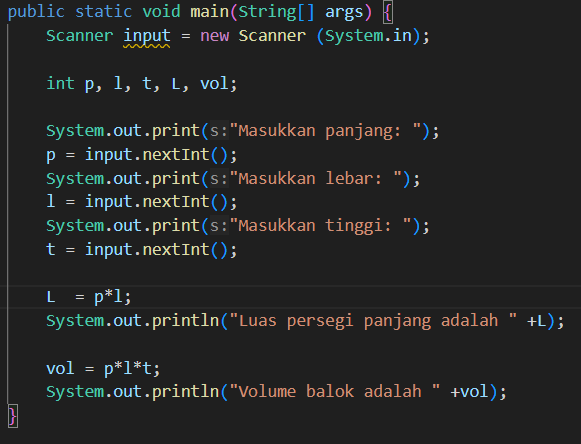 public static void main(String[] args) {
Scanner input = new Scanner (System.in);
int p, l, t, L, vol;
System.out.print(s:"Masukkan panjang: ");
p = input.nextInt();
System.out.print(s:"Masukkan lebar: ");
l = input.nextInt();
System.out.print(s:"Masukkan tinggi: ");
t = input.nextInt();
L  = p*l;
System.out.println("Luas persegi panjang adalah " +L);
vol = p*l*t;
System.out.println("Volume balok adalah " +vol);
}